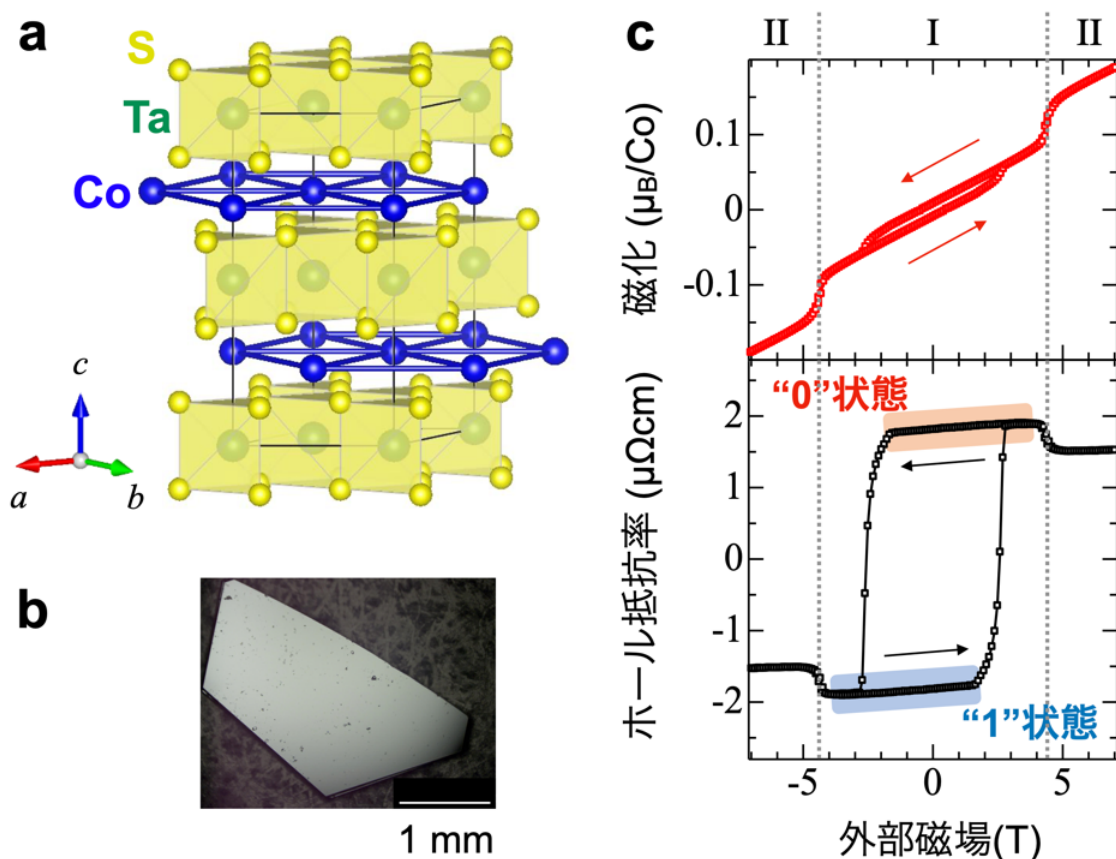 a
S
Ta
Co
c
a
b
b
1 mm
c
II I II
磁化 (μB/Co)
0.1
0
-0.1
ホール抵抗率 (μΩcm)
2
1
0
-1
-2
“0”状態
“1”状態
-5 0 5
外部磁場(T)